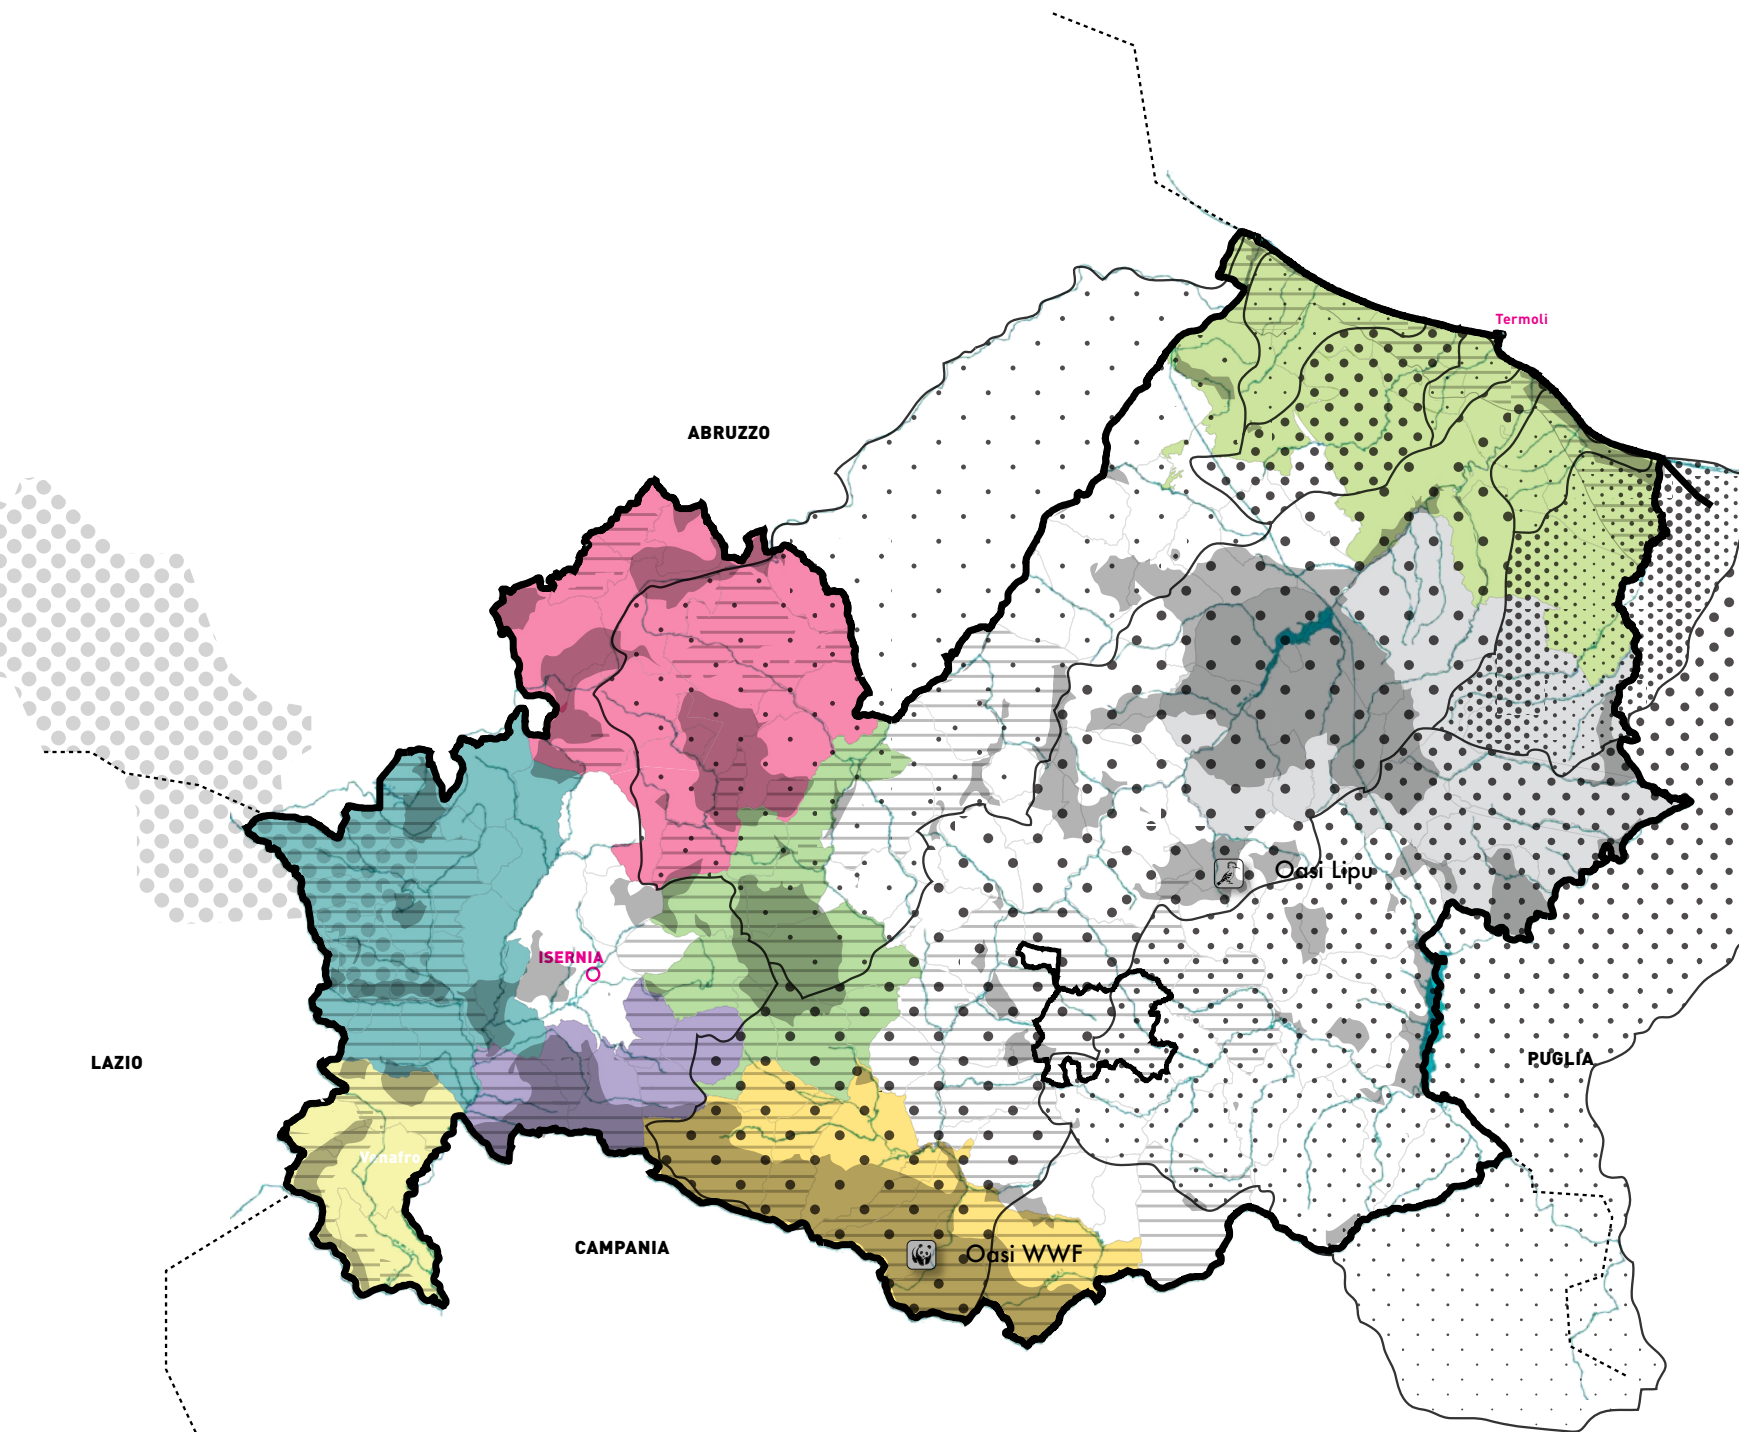 Termoli
ABRUZZO
Oasi Lipu
ISERNIA
LAZIO
PUGLIA
Venafro
CAMPANIA
Oasi WWF